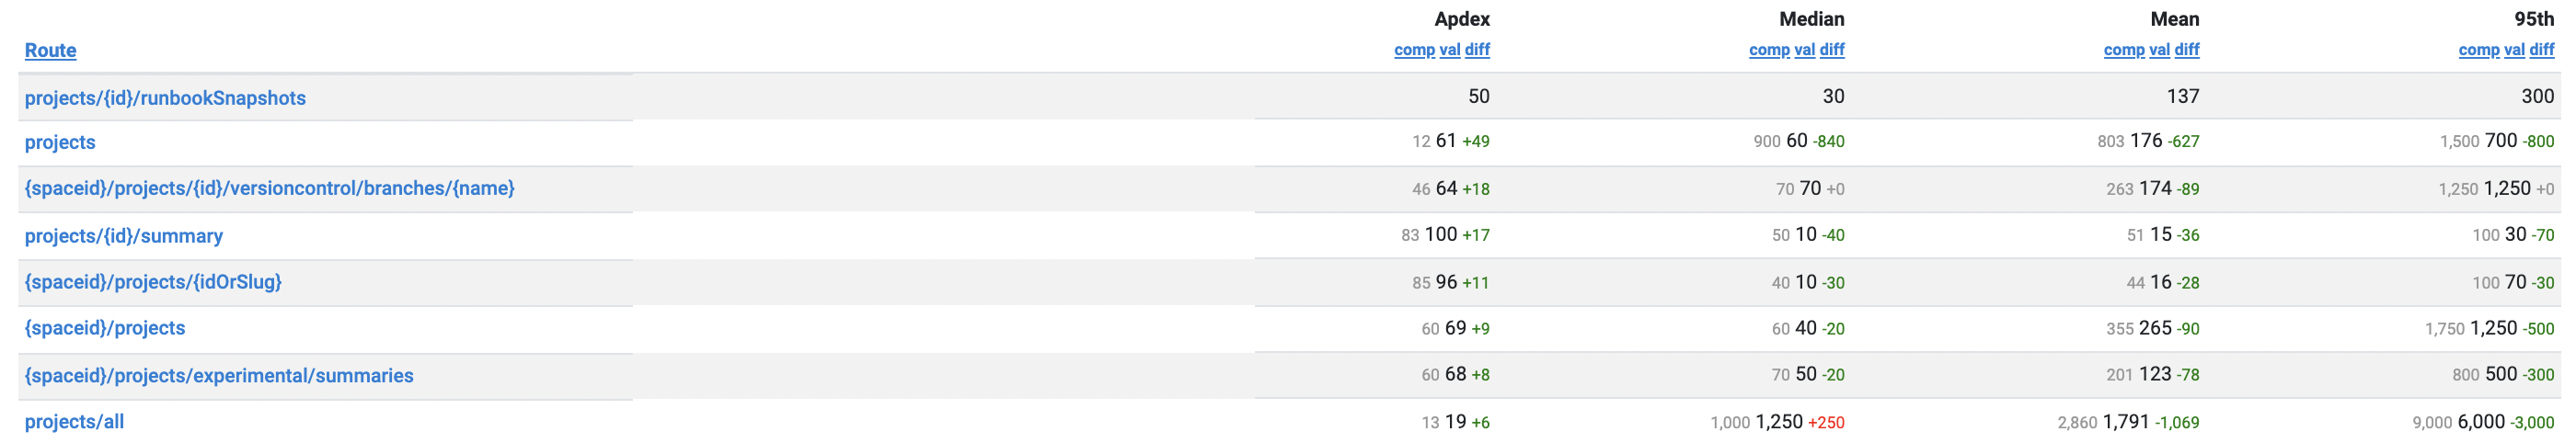 Apdex Median Mean 95th
Route comp val diff comp val diff comp val diff comp val diff
projects/{id}/runbookSnapshots 50 30 137 300
projects 12 61 +49 900 60 -840 803 176 -627 1,500 700 -800
{spaceid}/projects/{id}/versioncontrol/branches/{name} 46 64 +18 70 70 +0 263 174 -89 1,250 1,250 +0
projects/{id}/summary 83 100 +17 50 10 -40 51 15 -36 100 30 -70
{spaceid}/projects/{idOrSlug} 85 96 +11 40 10 -30 44 16 -28 100 70 -30
{spaceid}/projects 60 69 +9 60 40 -20 355 265 -90 1,750 1,250 -500
{spaceid}/projects/experimental/summaries 60 68 +8 70 50 -20 201 123 -78 800 500 -300
projects/all 13 19 +6 1,000 1,250 +250 2,860 1,791 -1,069 9,000 6,000 -3,000